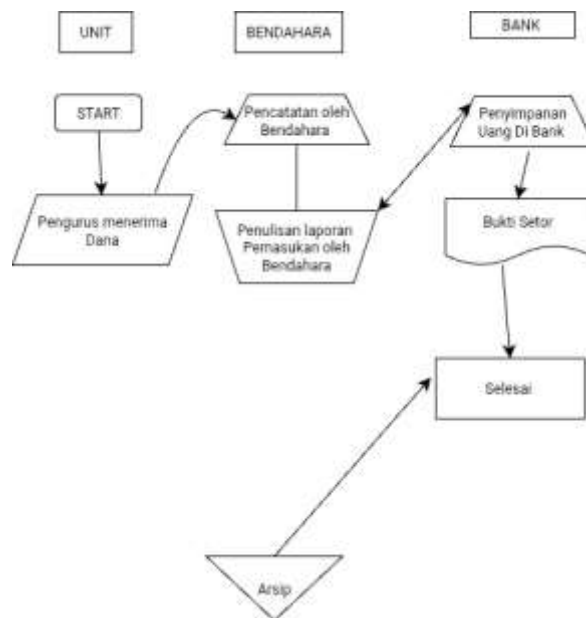 UNIT
BENDAHARA
BANK
START
Pencatatan oleh
Bendahara
Penyimpanan
Uang Di Bank
Pengurus menerima
Dana
Penulisan laporan
Pemasukan oleh
Bendahara
Bukti Setor
Selesai
Arsip